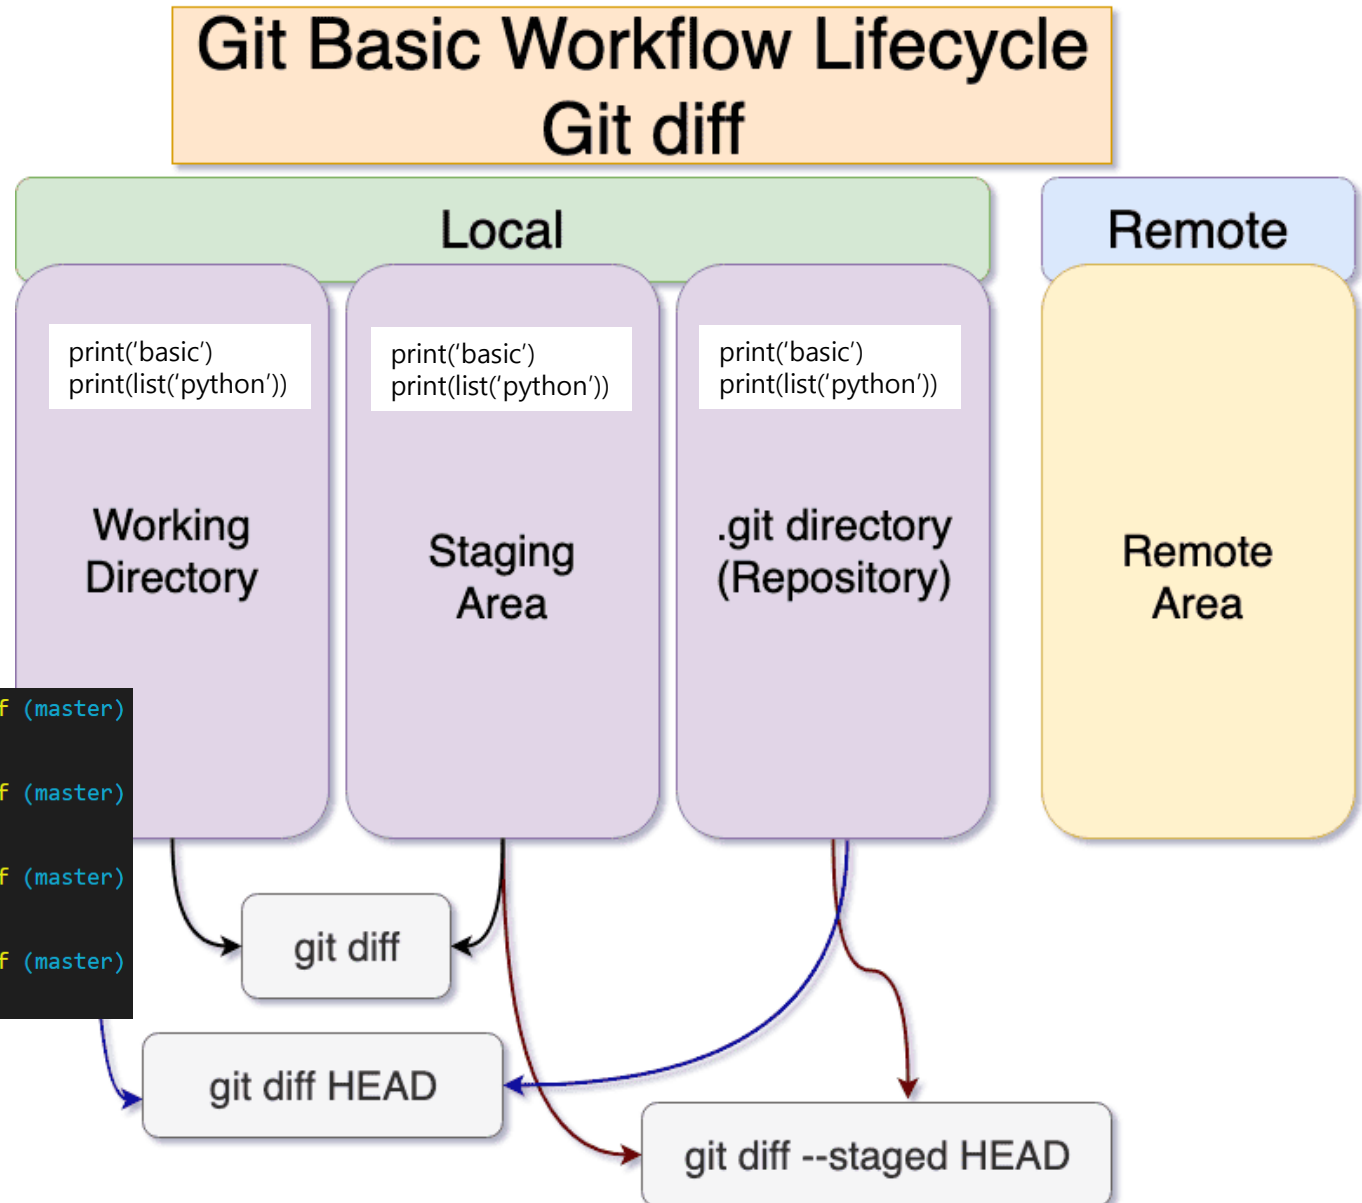 Git Basic Workflow Lifecycle
Git diff
Local
Remote
print(‘basic’)
print(list(‘python’))
print(‘basic’)
print(list(‘python’))
print(‘basic’)
print(list(‘python’))
Working
Directory
Staging
Area
.git directory
(Repository)
Remote
Area
f (master)
f (master)
f (master)
f (master)
git diff
git diff HEAD
git diff --staged HEAD